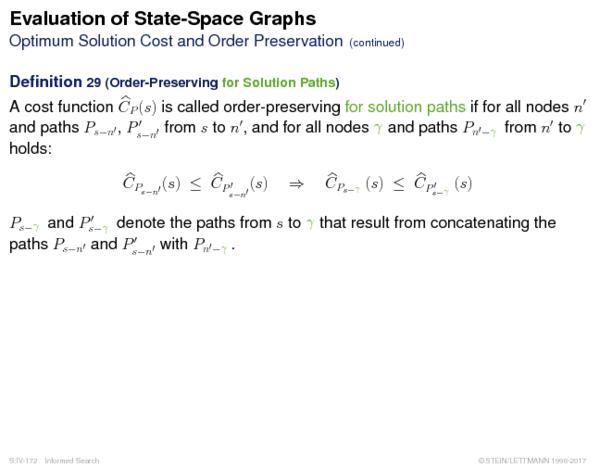 Evaluation of State-Space Graphs
Optimum Solution Cost and Order Preservation (continued)
Definition 29 (Order-Preserving for Solution Paths)
A cost function Ĉ_P(s) is called order-preserving for solution paths if for all nodes n′
and paths P_{s−n′}, P′_{s−n′} from s to n′, and for all nodes γ and paths P_{n′−γ} from n′ to γ
holds:
Ĉ_{P_{s−n′}}(s) ≤ Ĉ_{P′_{s−n′}}(s) ⇒ Ĉ_{P_{s−γ}}(s) ≤ Ĉ_{P′_{s−γ}}(s)
P_{s−γ} and P′_{s−γ} denote the paths from s to γ that result from concatenating the
paths P_{s−n′} and P′_{s−n′} with P_{n′−γ}.
S:IV-172 Informed Search
© STEIN/LETTMANN 1998-2017